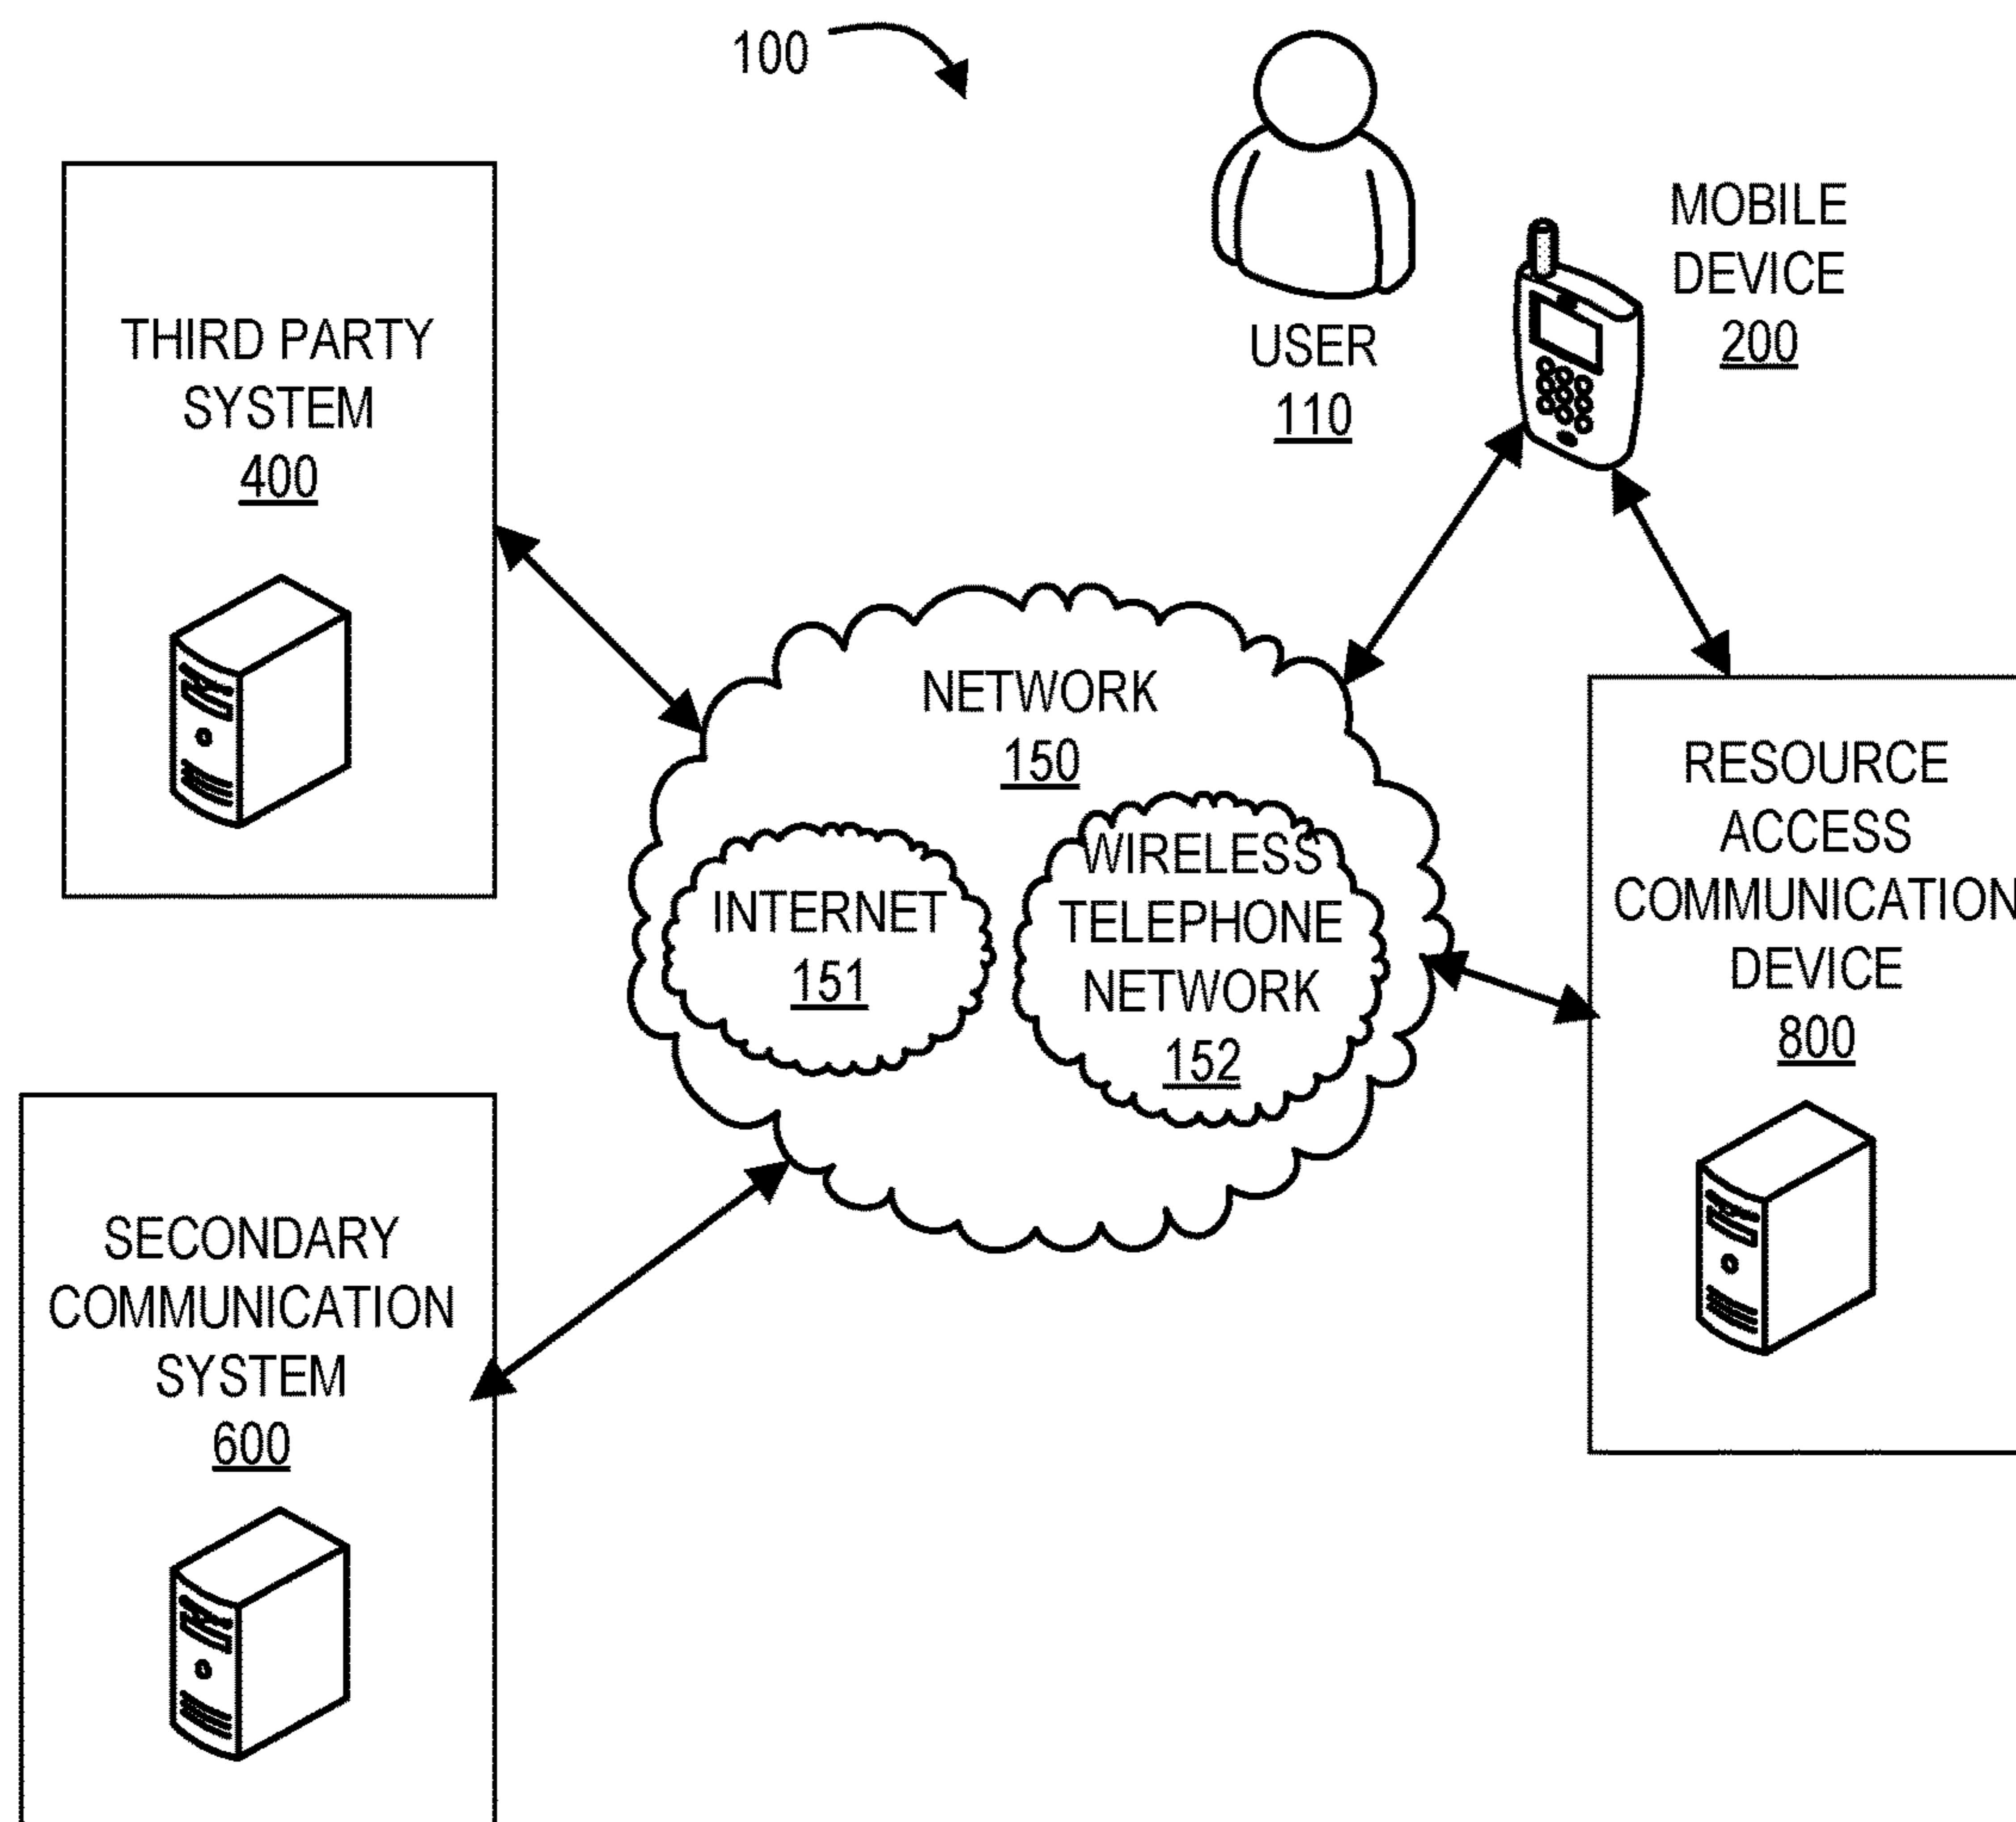 100
THIRD PARTY
SYSTEM
400
USER
110
MOBILE
DEVICE
200
NETWORK
150
INTERNET
151
WIRELESS
TELEPHONE
NETWORK
152
RESOURCE
ACCESS
COMMUNICATION
DEVICE
800
SECONDARY
COMMUNICATION
SYSTEM
600